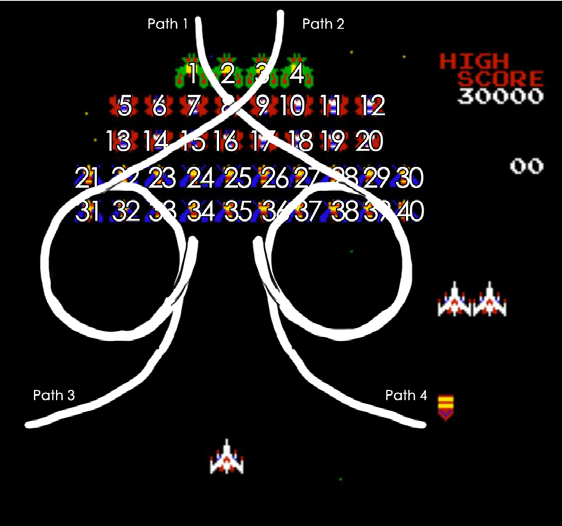 Path 1 Path 2
1 2 3 4
HIGH
SCORE
30000
5 6 7 8 9 10 11 12
13 14 15 16 17 18 19 20
00
21 22 23 24 25 26 27 28 29 30
31 32 33 34 35 36 37 38 39 40
Path 3 Path 4